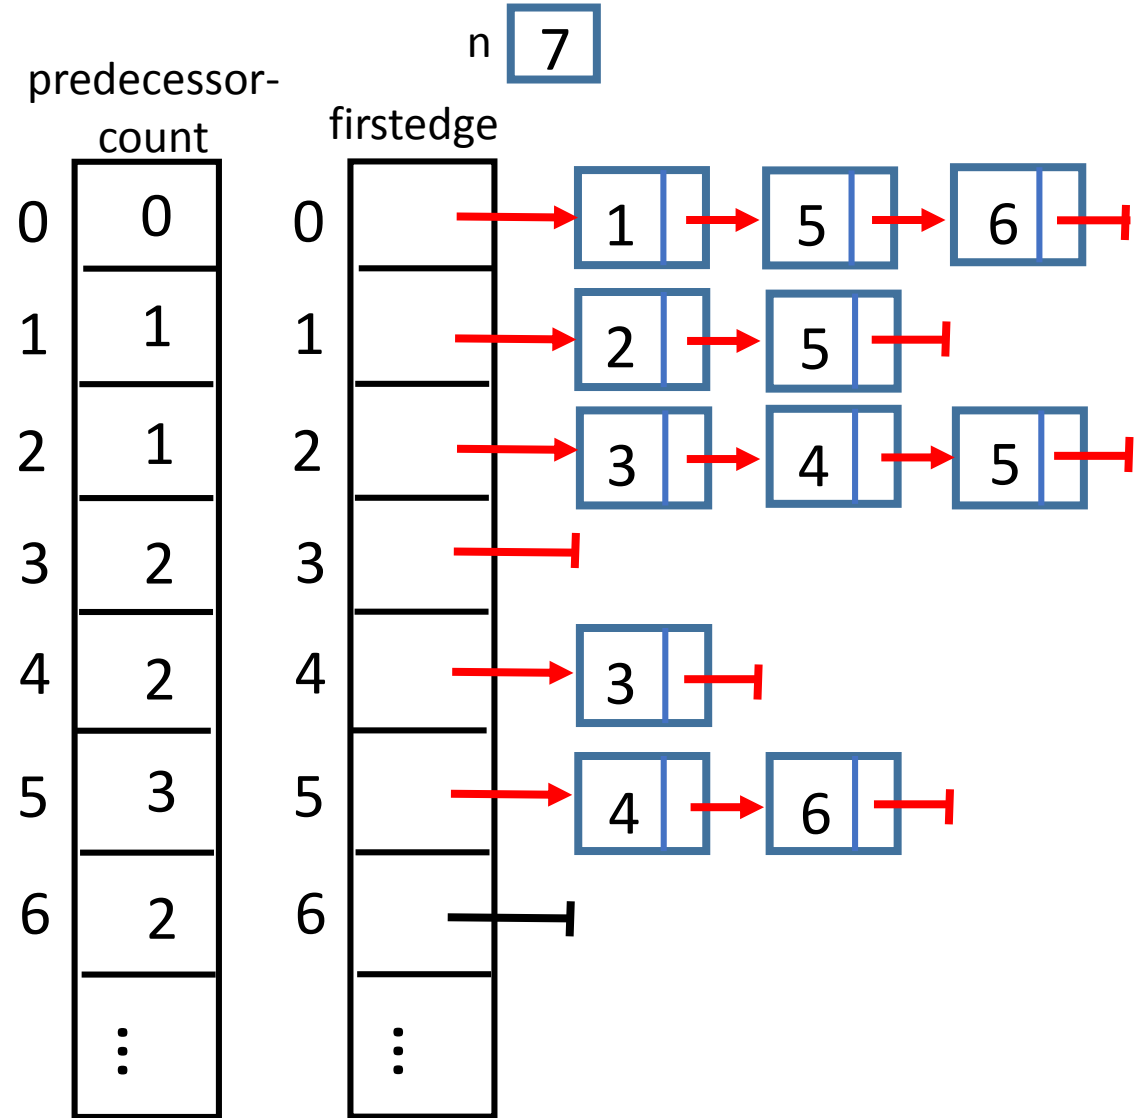 n 7
predecessor-
count
firstedge
0 0 0 1 5 6
1 1 1 2 5
2 1 2 3 4 5
3 2 3
4 2 4 3
5 3 5 4 6
6 2 6
⋮ ⋮